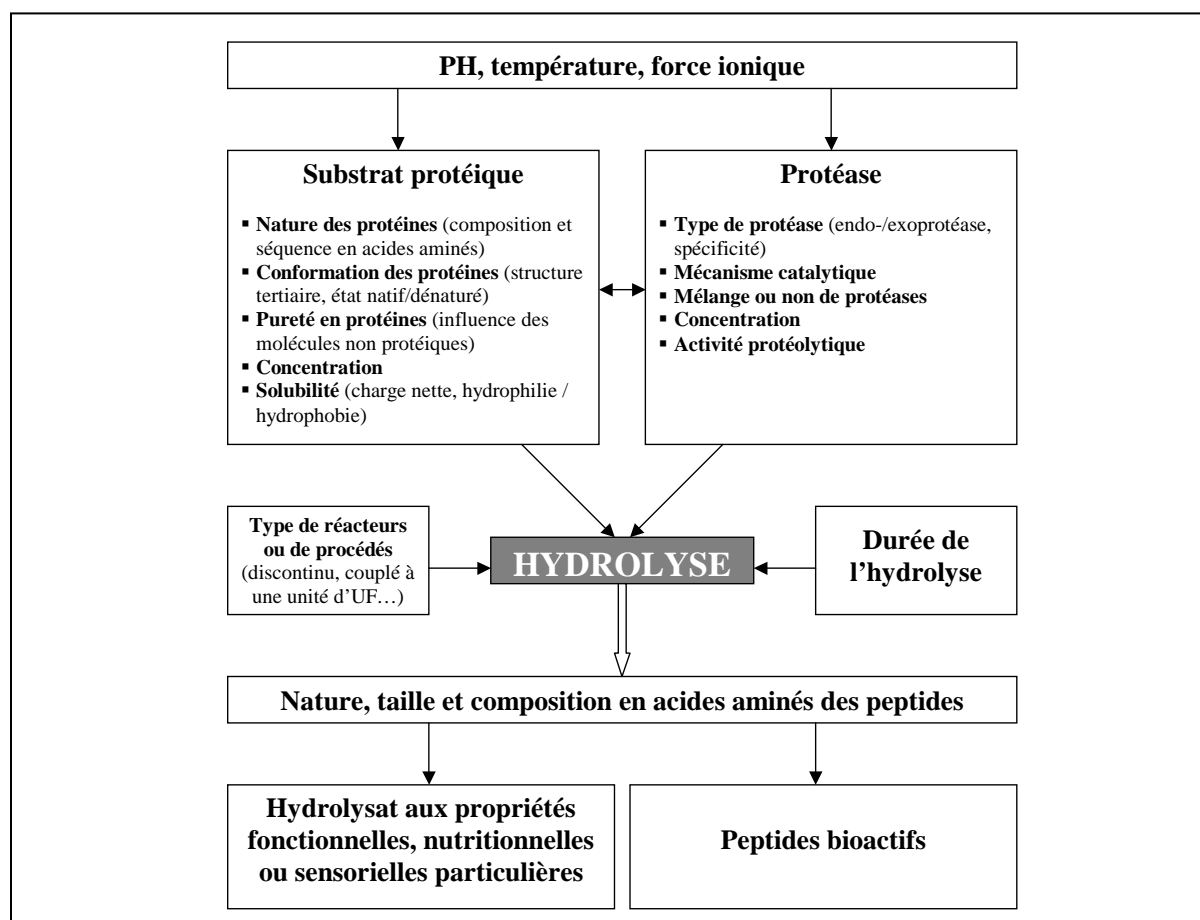 PH, température, force ionique
Substrat protéique
▪ Nature des protéines (composition et
séquence en acides aminés)
▪ Conformation des protéines (structure
tertiaire, état natif/dénaturé)
▪ Pureté en protéines (influence des
molécules non protéiques)
▪ Concentration
▪ Solubilité (charge nette, hydrophilie /
hydrophobie)
Protéase
▪ Type de protéase (endo-/exoprotéase,
spécificité)
▪ Mécanisme catalytique
▪ Mélange ou non de protéases
▪ Concentration
▪ Activité protéolytique
Type de réacteurs
ou de procédés
(discontinu, couplé à
une unité d'UF…)
HYDROLYSE
Durée de
l'hydrolyse
Nature, taille et composition en acides aminés des peptides
Hydrolysat aux propriétés
fonctionnelles, nutritionnelles
ou sensorielles particulières
Peptides bioactifs